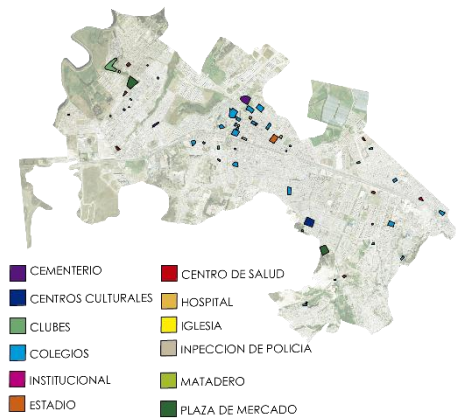 CEMENTERIO
CENTROS CULTURALES
CLUBES
COLEGIOS
INSTITUCIONAL
ESTADIO
CENTRO DE SALUD
HOSPITAL
IGLESIA
INPECCION DE POLICIA
MATADERO
PLAZA DE MERCADO